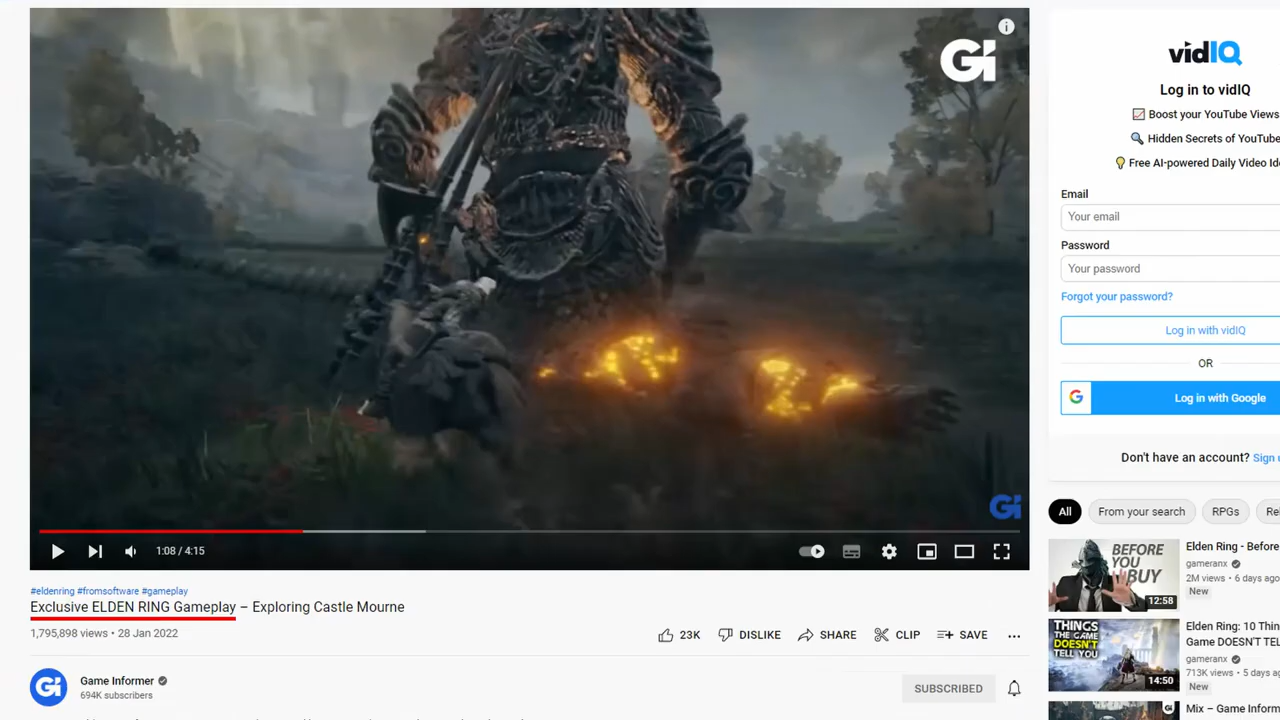 Gi
i
Gi
1:08 / 4:15
#eldenring #fromsoftware #gameplay
Exclusive ELDEN RING Gameplay – Exploring Castle Mourne
1,795,898 views • 28 Jan 2022
23K
DISLIKE
SHARE
CLIP
SAVE
Gi
Game Informer
694K subscribers
SUBSCRIBED
vidIQ
Log in to vidIQ
Boost your YouTube Views
Hidden Secrets of YouTube
Free AI-powered Daily Video
Email
Your email
Password
Your password
Forgot your password?
Log in with vidIQ
OR
G
Log in with Google
Don't have an account? Sign
All
From your search
RPGs
BEFORE
YOU
BUY
12:58
Elden Ring - Before
gameranx
2M views • 6 days ago
New
THINGS
THE GAME
DOESN'T
TELL YOU
14:50
Elden Ring: 10
Game DOESN'T
gameranx
713K views • 5 days
New
Gi
Mix – Game